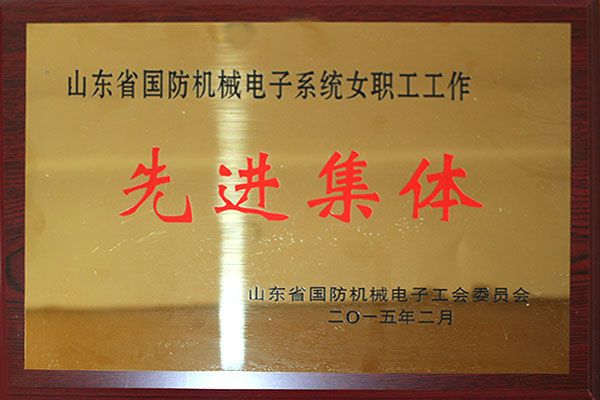 山东省国防机械电子系统女职工工作
先进集体
山东省国防机械电子工会委员会
二〇一五年二月